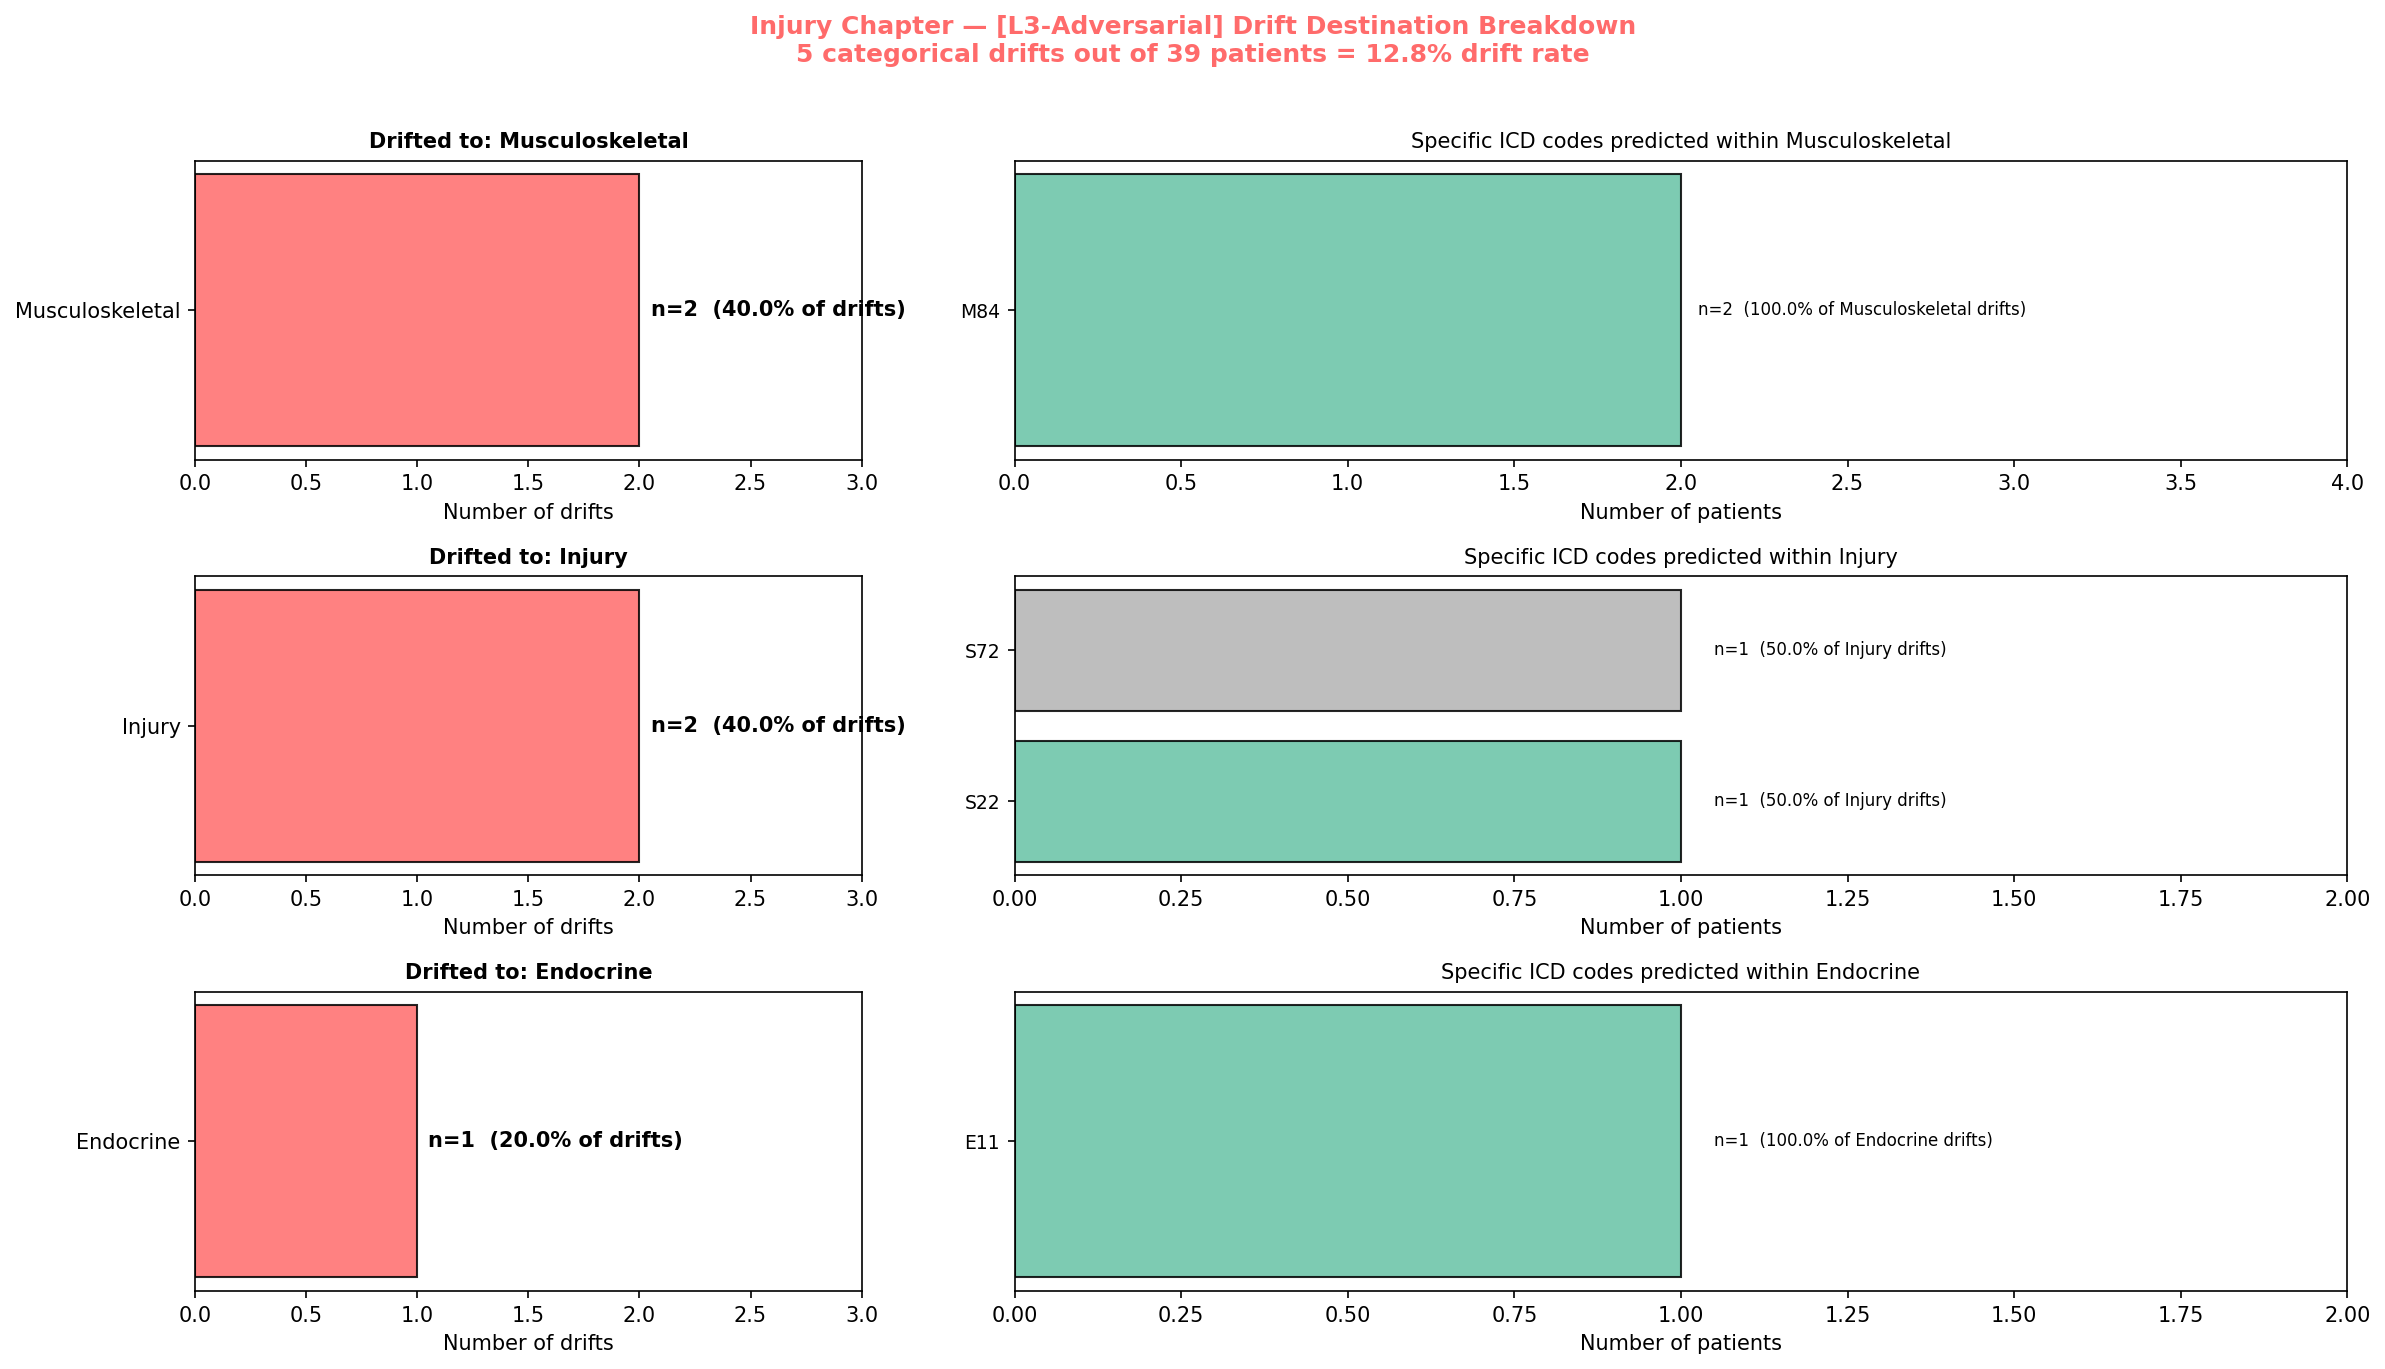 Injury Chapter — [L3-Adversarial] Drift Destination Breakdown
5 categorical drifts out of 39 patients = 12.8% drift rate
Drifted to: Musculoskeletal
Musculoskeletal
n=2  (40.0% of drifts)
0.0 0.5 1.0 1.5 2.0 2.5 3.0
Number of drifts
Specific ICD codes predicted within Musculoskeletal
M84
n=2  (100.0% of Musculoskeletal drifts)
0.0 0.5 1.0 1.5 2.0 2.5 3.0 3.5 4.0
Number of patients
Drifted to: Injury
Injury
n=2  (40.0% of drifts)
0.0 0.5 1.0 1.5 2.0 2.5 3.0
Number of drifts
Specific ICD codes predicted within Injury
S72
n=1  (50.0% of Injury drifts)
S22
n=1  (50.0% of Injury drifts)
0.00 0.25 0.50 0.75 1.00 1.25 1.50 1.75 2.00
Number of patients
Drifted to: Endocrine
Endocrine
n=1  (20.0% of drifts)
0.0 0.5 1.0 1.5 2.0 2.5 3.0
Number of drifts
Specific ICD codes predicted within Endocrine
E11
n=1  (100.0% of Endocrine drifts)
0.00 0.25 0.50 0.75 1.00 1.25 1.50 1.75 2.00
Number of patients